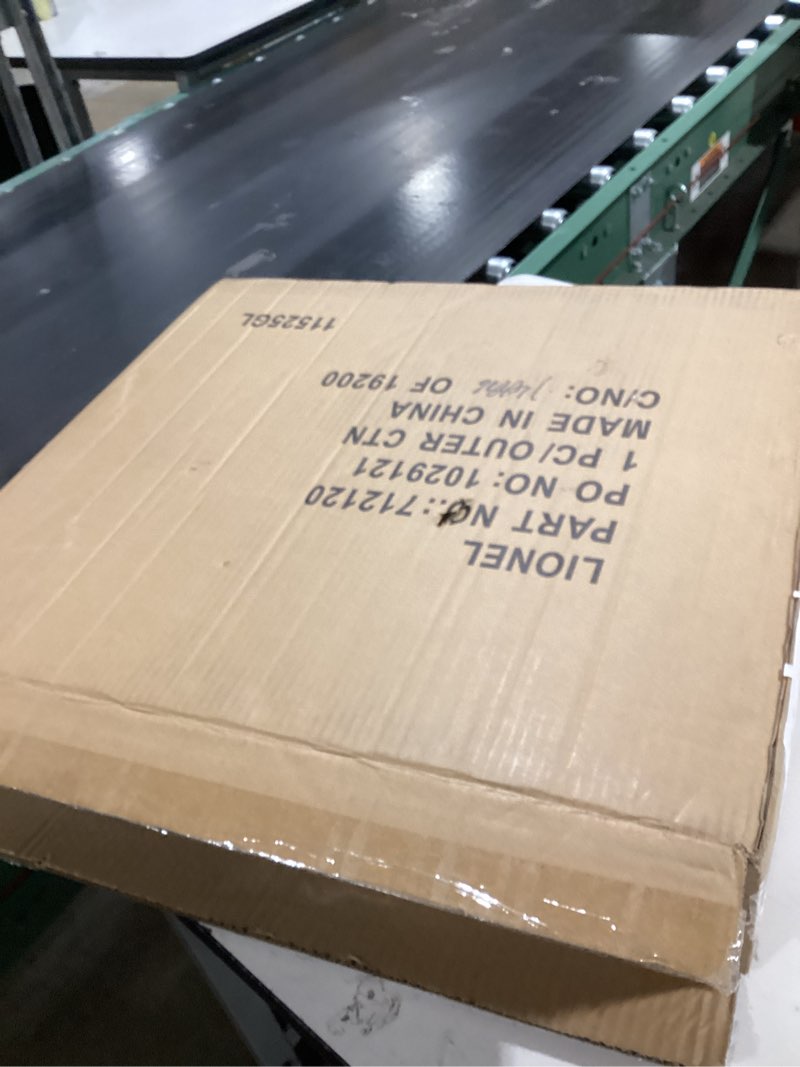 LIONEL
PART NO.:712120
PO NO: 1029121
1 PC/OUTER CTN
MADE IN CHINA
C/NO: OF 19200
11525GL